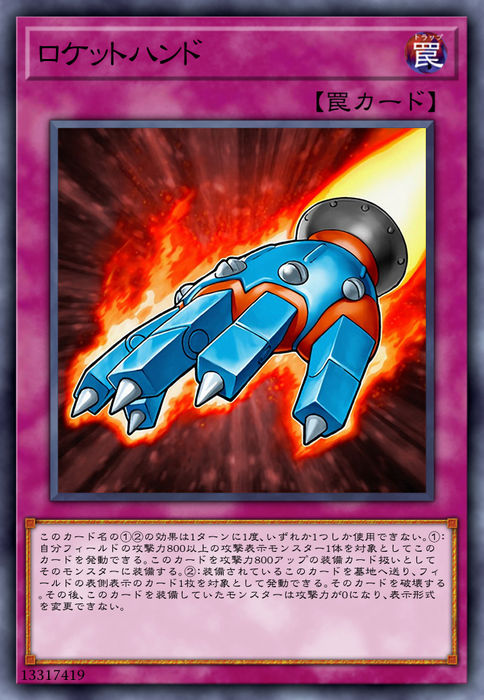 ロケットハンド
トラップ
罠
【罠カード】
このカード名の①②の効果は1ターンに1度、いずれか1つしか使用できない。①:
自分フィールドの攻撃力800以上の攻撃表示モンスター1体を対象としてこのカ
ードを発動できる。このカードを攻撃力800アップの装備カード扱いとして
そのモンスターに装備する。②:装備されているこのカードを墓地へ送り、フィ
ールドの表側表示のカード1枚を対象として発動できる。そのカードを破壊する
。その後、このカードを装備していたモンスターは攻撃力が0になり、表示形式
を変更できない。
13317419